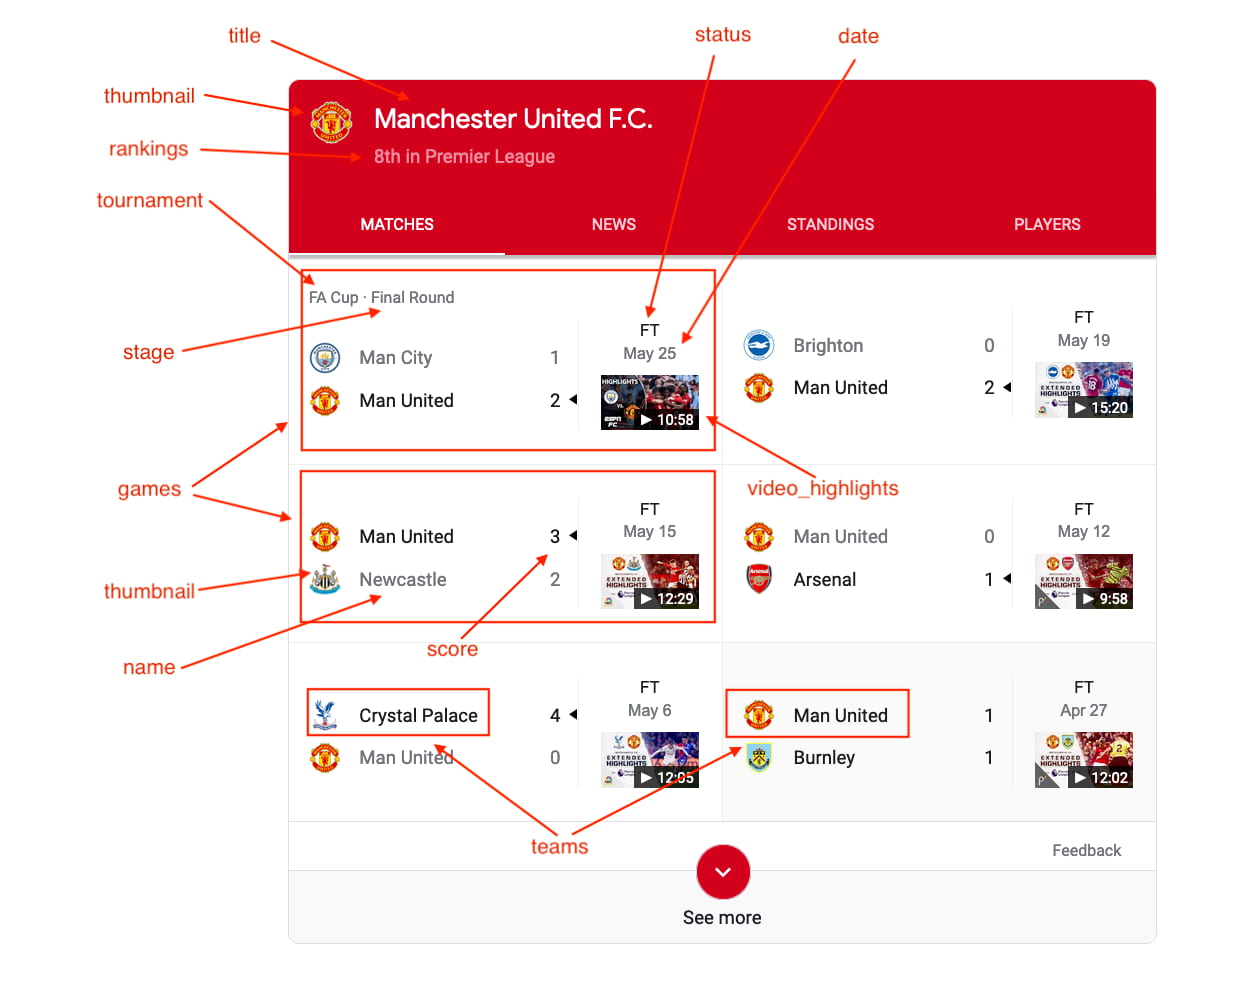 title
status
date
thumbnail
Manchester United F.C.
rankings
8th in Premier League
tournament
MATCHES NEWS STANDINGS PLAYERS
FA Cup · Final Round
stage
FT
May 25
Man City 1
Man United 2
HIGHLIGHTS
VS.
ESPN FC
10:58
FT
May 19
Brighton 0
Man United 2
EXTENDED HIGHLIGHTS
15:20
games
video_highlights
FT
May 15
Man United 3
Newcastle 2
EXTENDED HIGHLIGHTS
12:29
thumbnail
name
score
FT
May 12
Man United 0
Arsenal 1
EXTENDED HIGHLIGHTS
9:58
FT
May 6
Crystal Palace 4
Man United 0
EXTENDED HIGHLIGHTS
12:05
FT
Apr 27
Man United 1
Burnley 1
EXTENDED HIGHLIGHTS
2
12:02
teams
Feedback
See more